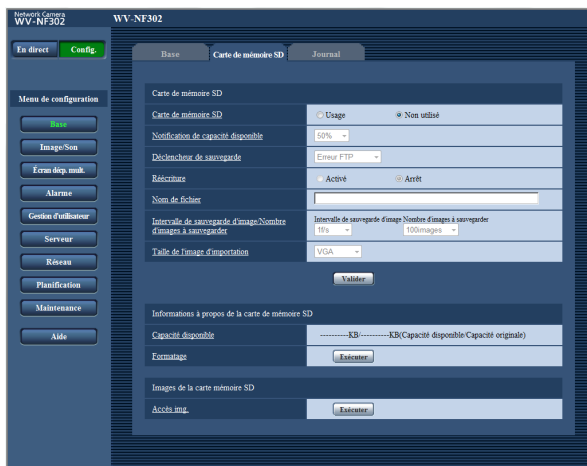 Network Camera
WV-NF302
WV-NF302
En direct
Config.
Menu de configuration
Base
Image/Son
Écran décp. mult.
Alarme
Gestion d'utilisateur
Serveur
Réseau
Planification
Maintenance
Aide
Base
Carte de mémoire SD
Journal
Carte de mémoire SD
Carte de mémoire SD
Usage
Non utilisé
Notification de capacité disponible
50%
Déclencheur de sauvegarde
Erreur FTP
Réécriture
Activé
Arrêt
Nom de fichier
Intervalle de sauvegarde d'image/Nombre
d'images à sauvegarder
Intervalle de sauvegarde d'image Nombre d'images à sauvegarder
1f/s
100images
Taille de l'image d'importation
VGA
Valider
Informations à propos de la carte de mémoire SD
Capacité disponible
----------KB/----------KB(Capacité disponible/Capacité originale)
Formatage
Exécuter
Images de la carte mémoire SD
Accès img.
Exécuter